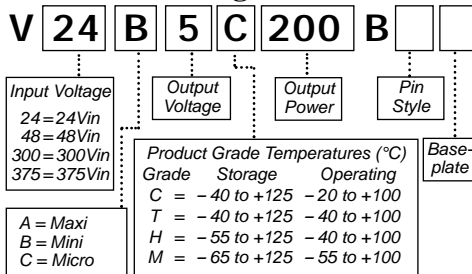 V 24 B 5 C 200 B
Input Voltage
24 = 24Vin
48 = 48Vin
300 = 300Vin
375 = 375Vin
Output
Voltage
Output
Power
Pin
Style
Base-
plate
A = Maxi
B = Mini
C = Micro
Product Grade Temperatures (°C)
Grade Storage Operating
C = – 40 to +125 – 20 to +100
T = – 40 to +125 – 40 to +100
H = – 55 to +125 – 40 to +100
M = – 65 to +125 – 55 to +100